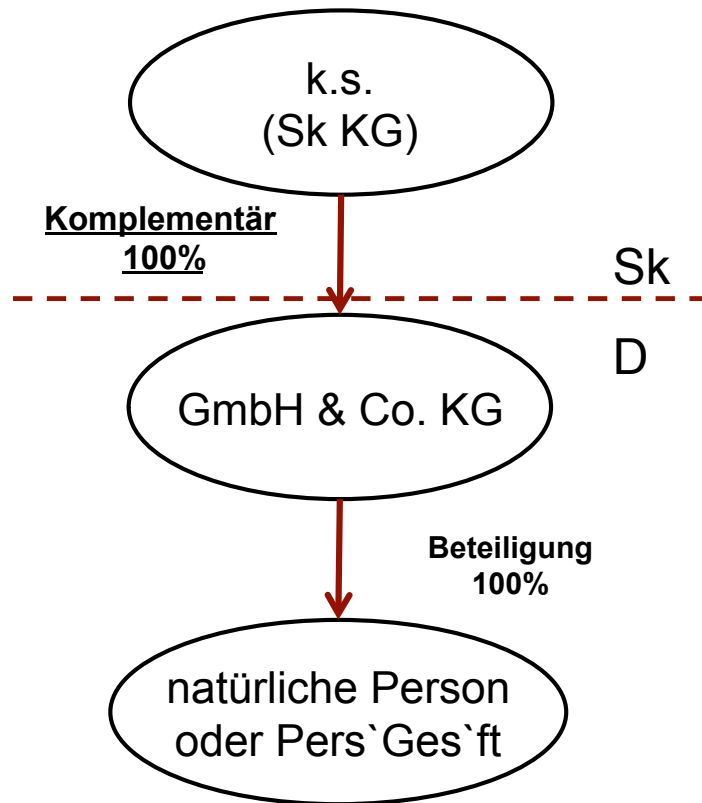 k.s.
(Sk KG)
Komplementär
100%
Sk
D
GmbH & Co. KG
Beteiligung
100%
natürliche Person
oder Pers`Ges`ft